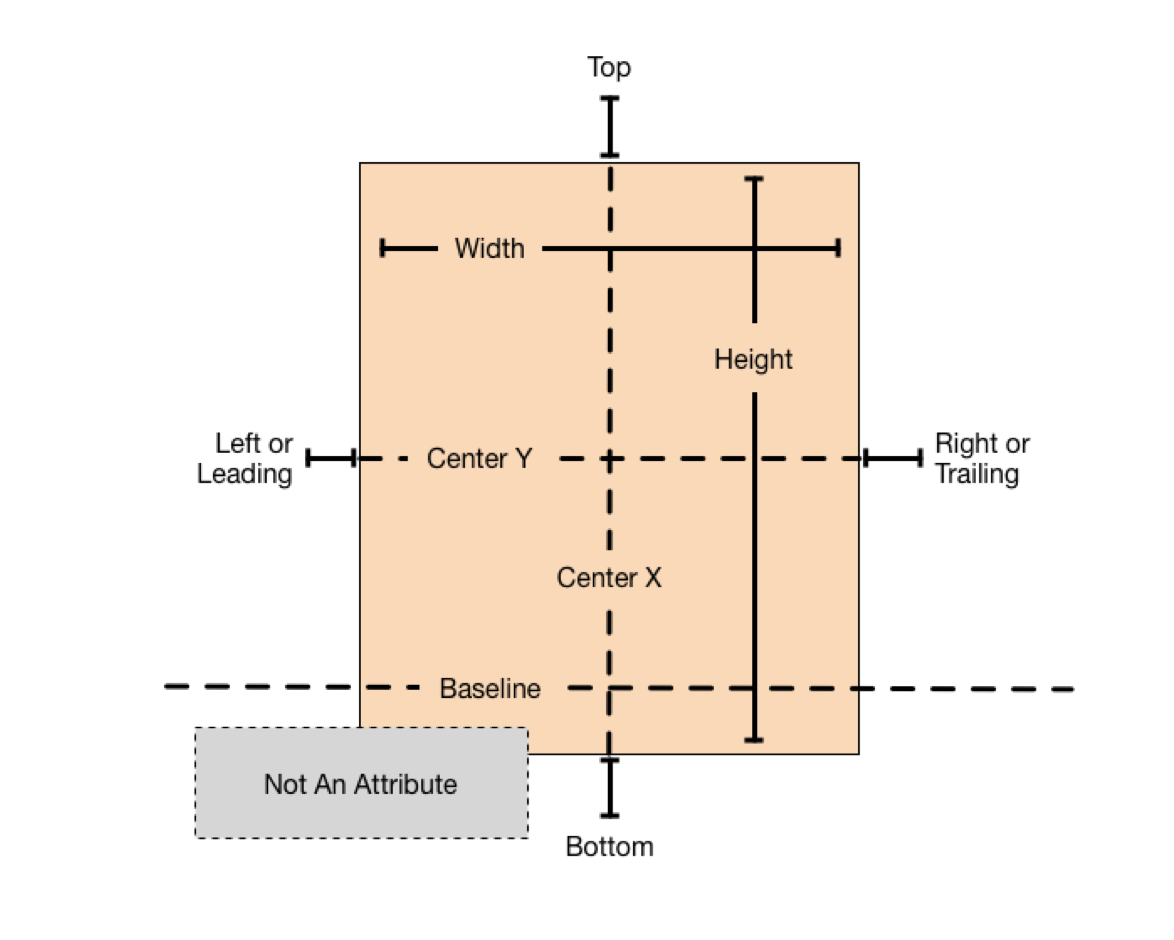 Top
Width
Height
Left or
Leading
Center Y
Right or
Trailing
Center X
Baseline
Not An Attribute
Bottom